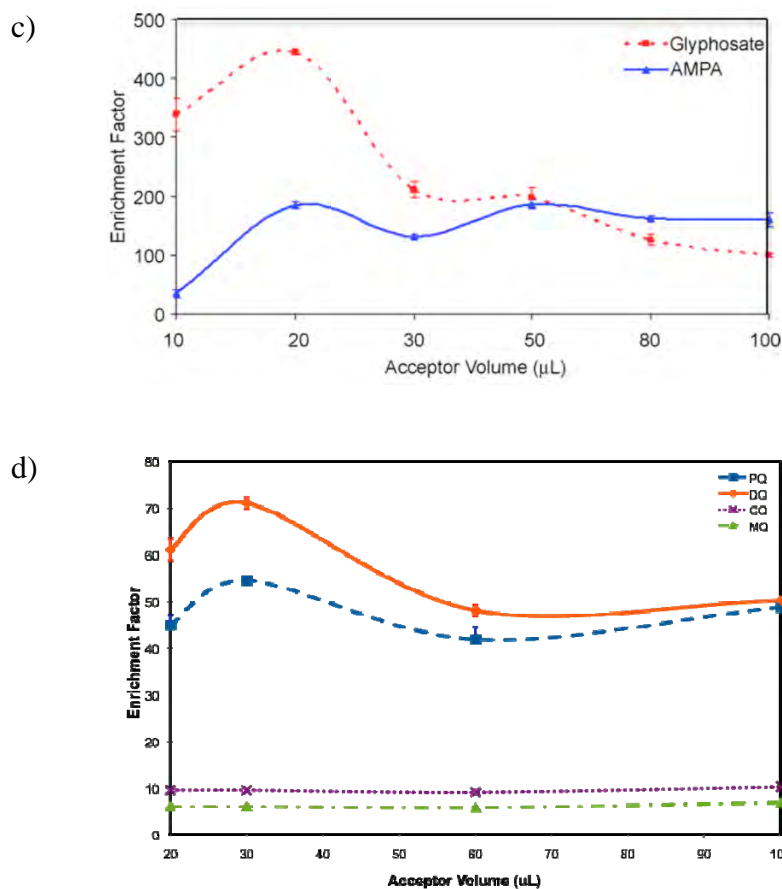 c)
500
400
300
200
100
0
Enrichment Factor
Glyphosate
AMPA
10 20 30 50 80 100
Acceptor Volume (µL)
d)
80
70
60
50
40
30
20
10
0
Enrichment Factor
PQ
DQ
CQ
MQ
20 30 40 50 60 70 80 90 10
Acceptor Volume (uL)